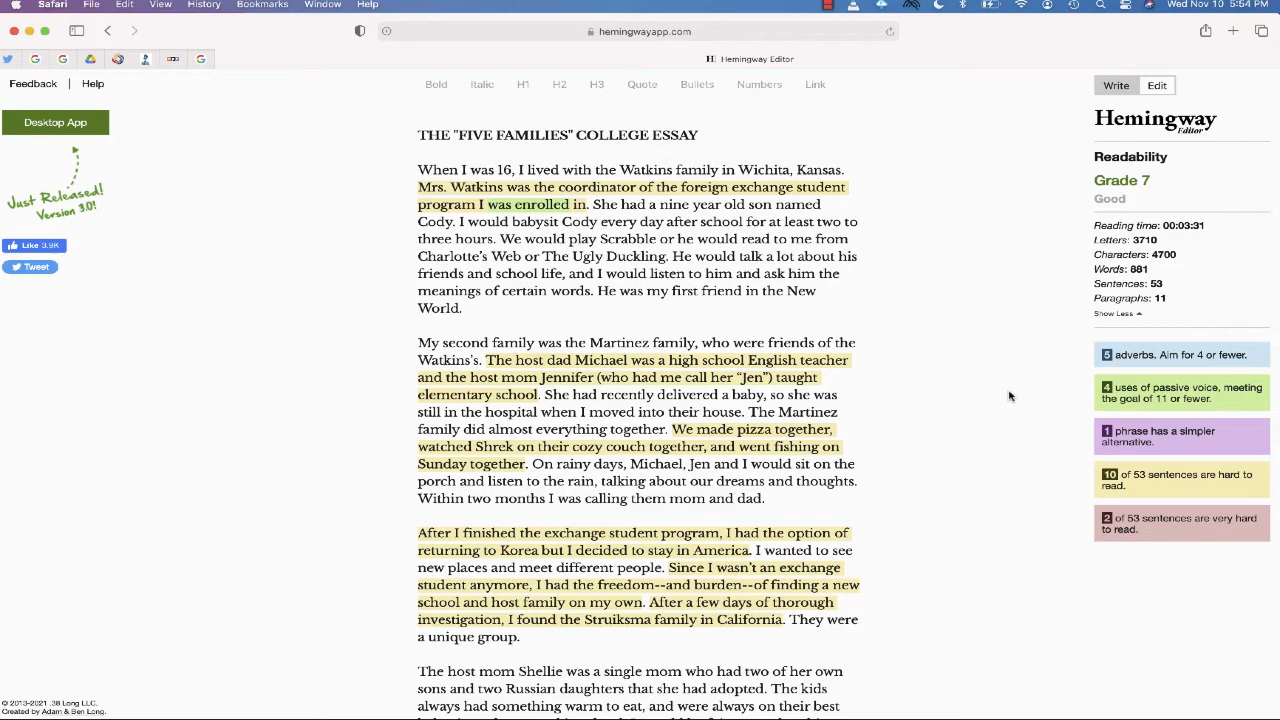 Safari File Edit View History Bookmarks Window Help Wed Nov 10 5:54 PM
hemingwayapp.com
Hemingway Editor
Feedback | Help
Bold Italic H1 H2 H3 Quote Bullets Numbers Link
Write Edit
Desktop App
Just Released!
Version 3.0!
Like 3.9K
Tweet
THE "FIVE FAMILIES" COLLEGE ESSAY
When I was 16, I lived with the Watkins family in Wichita, Kansas.
Mrs. Watkins was the coordinator of the foreign exchange student
program I was enrolled in. She had a nine year old son named
Cody. I would babysit Cody every day after school for at least two to
three hours. We would play Scrabble or he would read to me from
Charlotte’s Web or The Ugly Duckling. He would talk a lot about his
friends and school life, and I would listen to him and ask him the
meanings of certain words. He was my first friend in the New
World.
My second family was the Martinez family, who were friends of the
Watkins’s. The host dad Michael was a high school English teacher
and the host mom Jennifer (who had me call her “Jen”) taught
elementary school. She had recently delivered a baby, so she was
still in the hospital when I moved into their house. The Martinez
family did almost everything together. We made pizza together,
watched Shrek on their cozy couch together, and went fishing on
Sunday together. On rainy days, Michael, Jen and I would sit on the
porch and listen to the rain, talking about our dreams and thoughts.
Within two months I was calling them mom and dad.
After I finished the exchange student program, I had the option of
returning to Korea but I decided to stay in America. I wanted to see
new places and meet different people. Since I wasn’t an exchange
student anymore, I had the freedom--and burden--of finding a new
school and host family on my own. After a few days of thorough
investigation, I found the Struiksma family in California. They were
a unique group.
The host mom Shellie was a single mom who had two of her own
sons and two Russian daughters that she had adopted. The kids
always had something warm to eat, and were always on their best
Hemingway
Editor
Readability
Grade 7
Good
Reading time: 00:03:31
Letters: 3710
Characters: 4700
Words: 881
Sentences: 53
Paragraphs: 11
Show Less
5 adverbs. Aim for 4 or fewer.
4 uses of passive voice, meeting
the goal of 11 or fewer.
1 phrase has a simpler
alternative.
10 of 53 sentences are hard to
read.
2 of 53 sentences are very hard
to read.
© 2013-2021 .38 Long LLC.
Created by Adam & Ben Long.